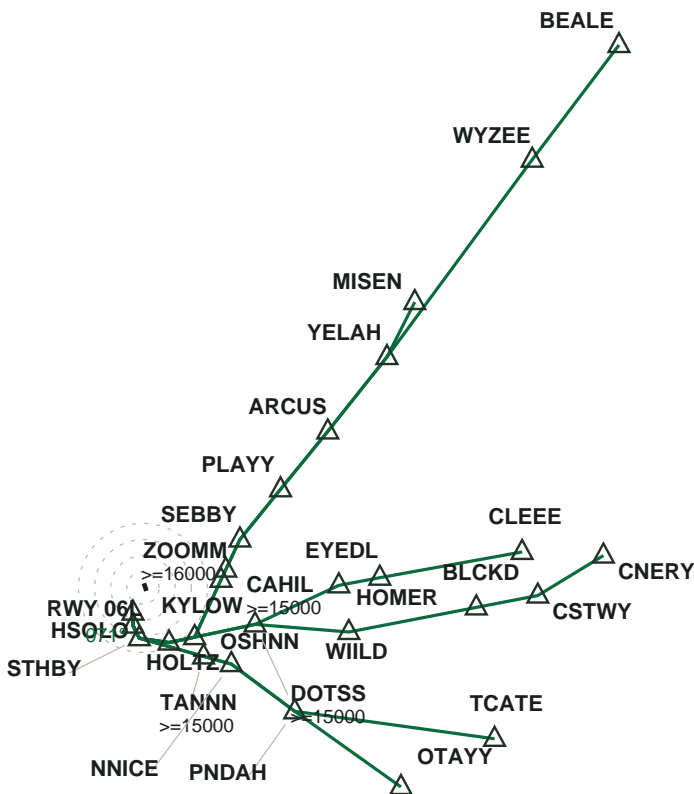 BEALE
WYZEE
MISEN
YELAH
ARCUS
PLAYY
SEBBY
CLEEE
ZOOMM
>=16000
EYEDL
BLCKD
CNERY
HOMER
CAHIL
>=15000
RWY 06
KYLOW
CSTWY
HSOLO
OSHNN
WIILD
STHBY
HOLTZ
TANNN
>=15000
DOTSS
>=15000
TCATE
OTAYY
NNICE
PNDAH